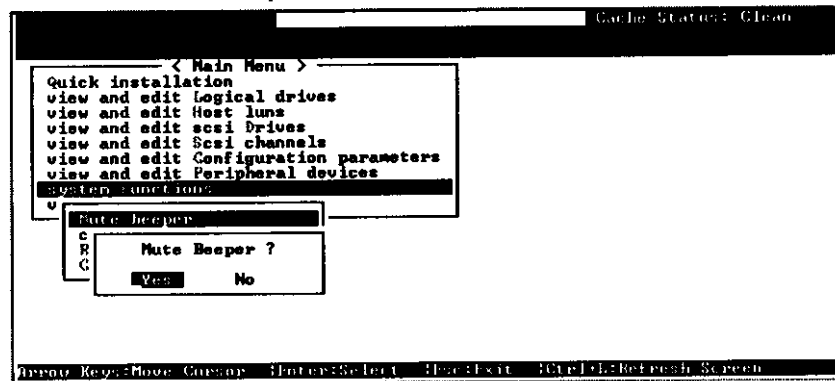 Cache Status: Clean
< Main Menu >
Quick installation
view and edit Logical drives
view and edit Host luns
view and edit scsi Drives
view and edit Scsi channels
view and edit Configuration parameters
view and edit Peripheral devices
system functions
v
Mute beeper
c
R
C
Mute Beeper ?
Yes No
Arrow Keys:Move Cursor |Enter:Select |Esc:Exit |Ctrl+L:Refresh Screen